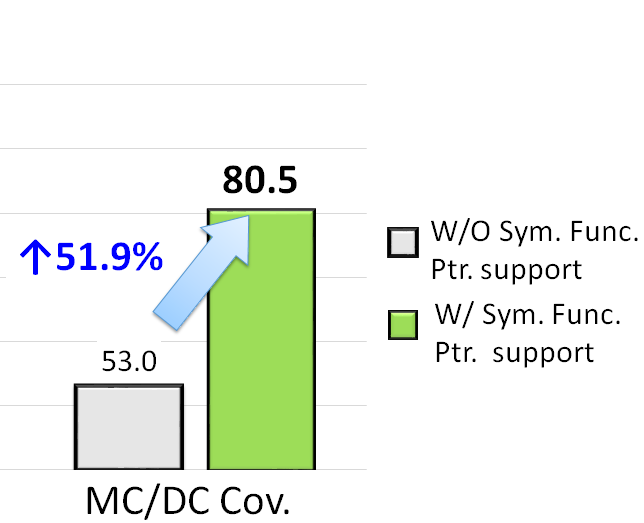 80.5
↑51.9%
53.0
MC/DC Cov.
W/O Sym. Func.
Ptr. support
W/ Sym. Func.
Ptr. support